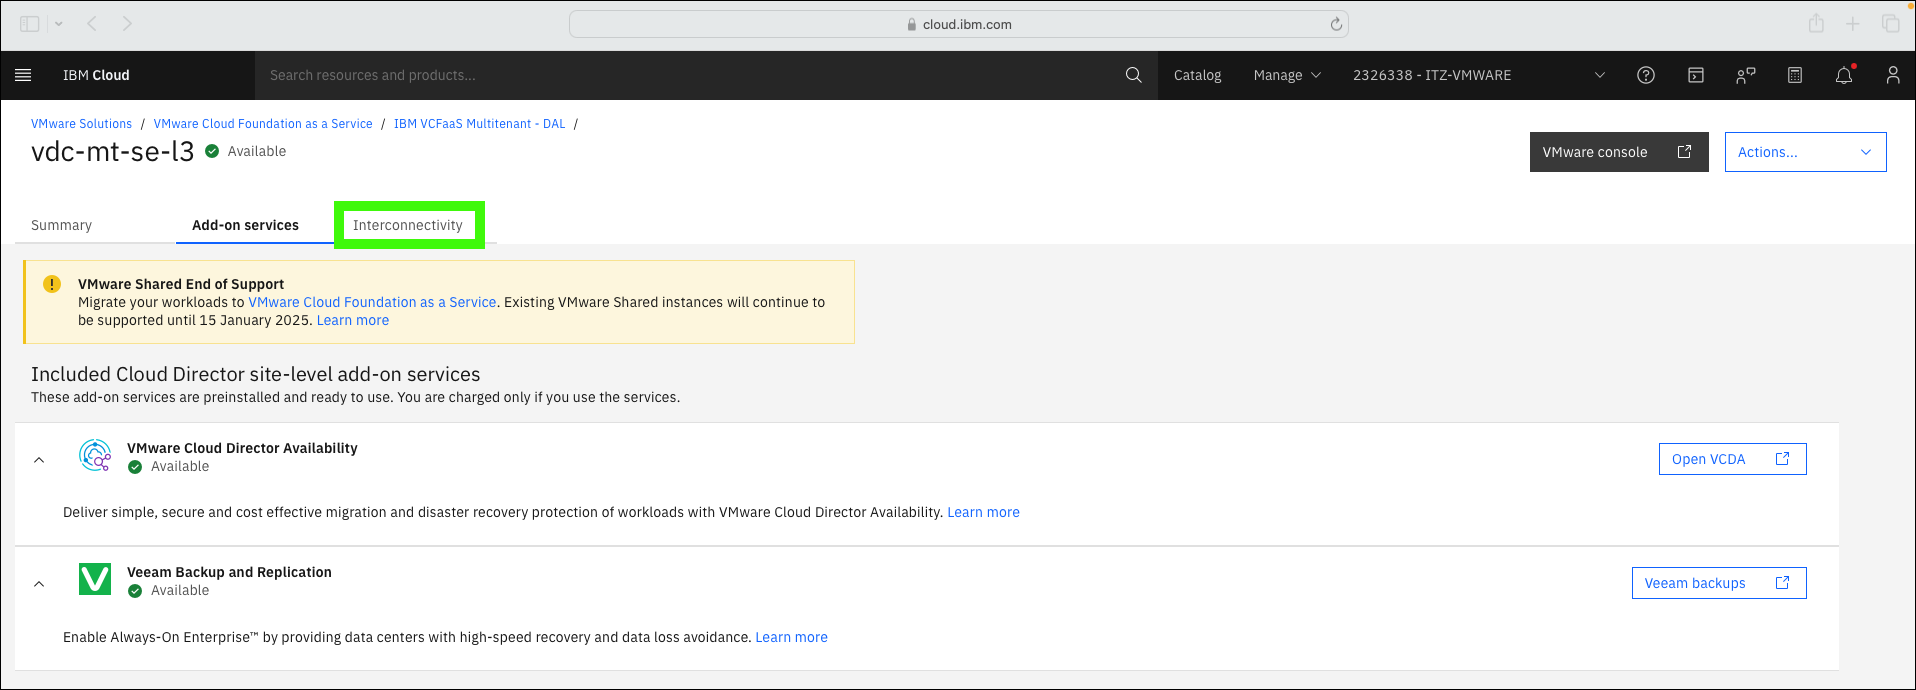 cloud.ibm.com
IBM Cloud
Search resources and products...
Catalog
Manage
2326338 - ITZ-VMWARE
VMware Solutions / VMware Cloud Foundation as a Service / IBM VCFaaS Multitenant - DAL /
vdc-mt-se-l3
Available
VMware console
Actions...
Summary
Add-on services
Interconnectivity
VMware Shared End of Support
Migrate your workloads to VMware Cloud Foundation as a Service. Existing VMware Shared instances will continue to
be supported until 15 January 2025. Learn more
Included Cloud Director site-level add-on services
These add-on services are preinstalled and ready to use. You are charged only if you use the services.
VMware Cloud Director Availability
Available
Open VCDA
Deliver simple, secure and cost effective migration and disaster recovery protection of workloads with VMware Cloud Director Availability. Learn more
Veeam Backup and Replication
Available
Veeam backups
Enable Always-On Enterprise™ by providing data centers with high-speed recovery and data loss avoidance. Learn more